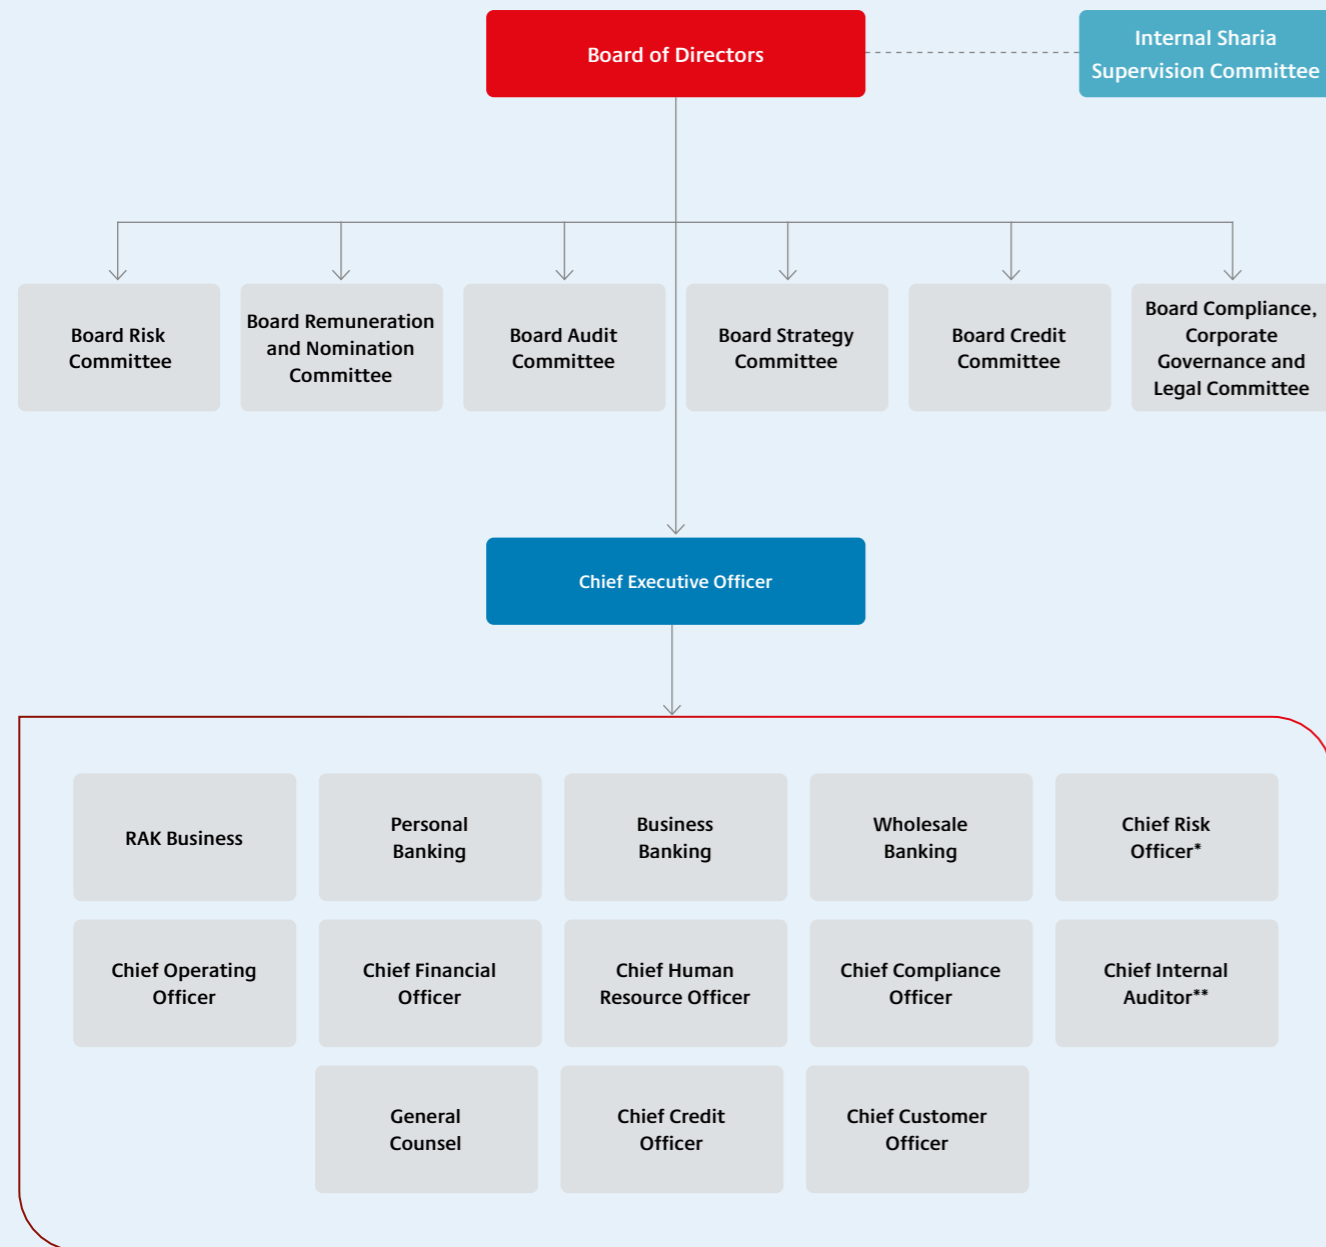 Board of Directors
Internal Sharia
Supervision Committee
Board Risk
Committee
Board Remuneration
and Nomination
Committee
Board Audit
Committee
Board Strategy
Committee
Board Credit
Committee
Board Compliance,
Corporate
Governance and
Legal Committee
Chief Executive Officer
RAK Business
Personal
Banking
Business
Banking
Wholesale
Banking
Chief Risk
Officer*
Chief Operating
Officer
Chief Financial
Officer
Chief Human
Resource Officer
Chief Compliance
Officer
Chief Internal
Auditor**
General
Counsel
Chief Credit
Officer
Chief Customer
Officer